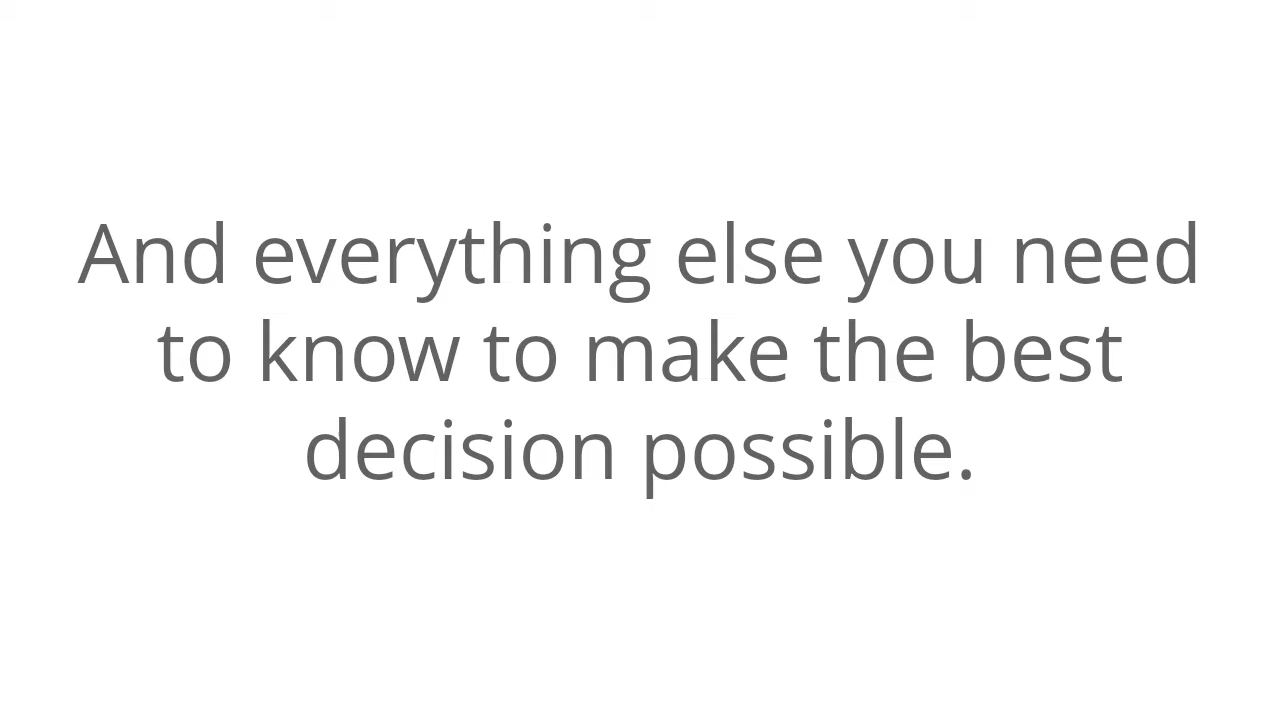 And everything else you need
to know to make the best
decision possible.